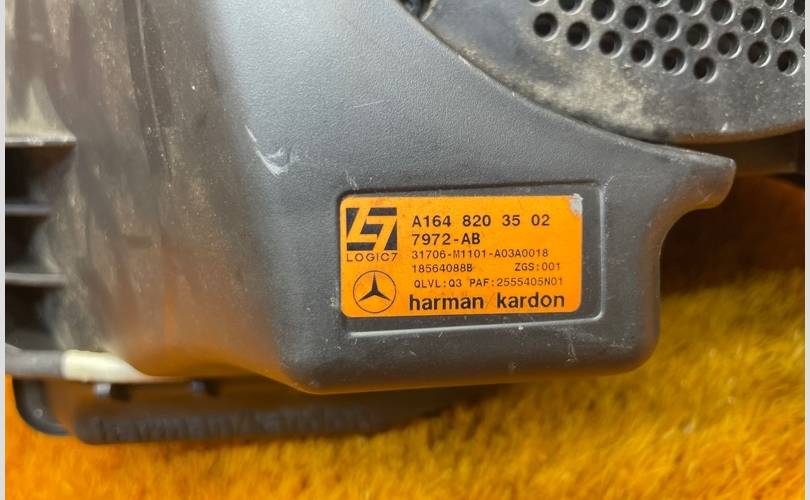 A164 820 35 02
7972-AB
LOGIC7
31706-M1101-A03A0018
18564088B ZGS:001
QLVL:Q3 PAF:2555405N01
harman/kardon